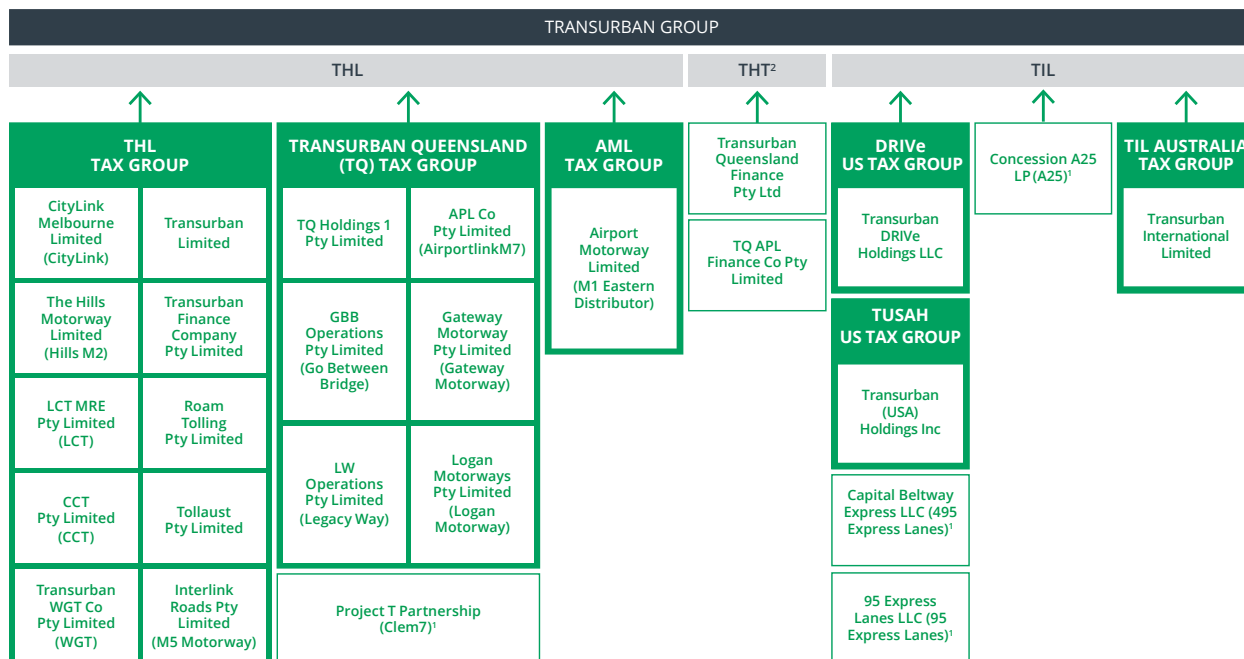 TRANSURBAN GROUP
THL
THT²
TIL
THL
TAX GROUP
CityLink
Melbourne
Limited
(CityLink)
Transurban
Limited
The Hills
Motorway
Limited
(Hills M2)
Transurban
Finance
Company
Pty Limited
LCT MRE
Pty Limited
(LCT)
Roam
Tolling
Pty Limited
CCT
Pty Limited
(CCT)
Tollaust
Pty Limited
Transurban
WGT Co
Pty Limited
(WGT)
Interlink
Roads Pty
Limited
(M5 Motorway)
TRANSURBAN QUEENSLAND
(TQ) TAX GROUP
TQ Holdings 1
Pty Limited
APL Co
Pty Limited
(AirportlinkM7)
GBB
Operations
Pty Limited
(Go Between
Bridge)
Gateway
Motorway
Pty Limited
(Gateway
Motorway)
LW
Operations
Pty Limited
(Legacy Way)
Logan
Motorways
Pty Limited
(Logan
Motorway)
Project T Partnership
(Clem7)¹
AML
TAX GROUP
Airport
Motorway
Limited
(M1 Eastern
Distributor)
Transurban
Queensland
Finance
Pty Ltd
TQ APL
Finance Co Pty
Limited
DRIVe
US TAX GROUP
Transurban
DRIVe
Holdings LLC
TUSAH
US TAX GROUP
Transurban
(USA)
Holdings Inc
Capital Beltway
Express LLC (495
Express Lanes)¹
95 Express
Lanes LLC (95
Express Lanes)¹
Concession A25
LP (A25)¹
TIL AUSTRALIA
TAX GROUP
Transurban
International
Limited